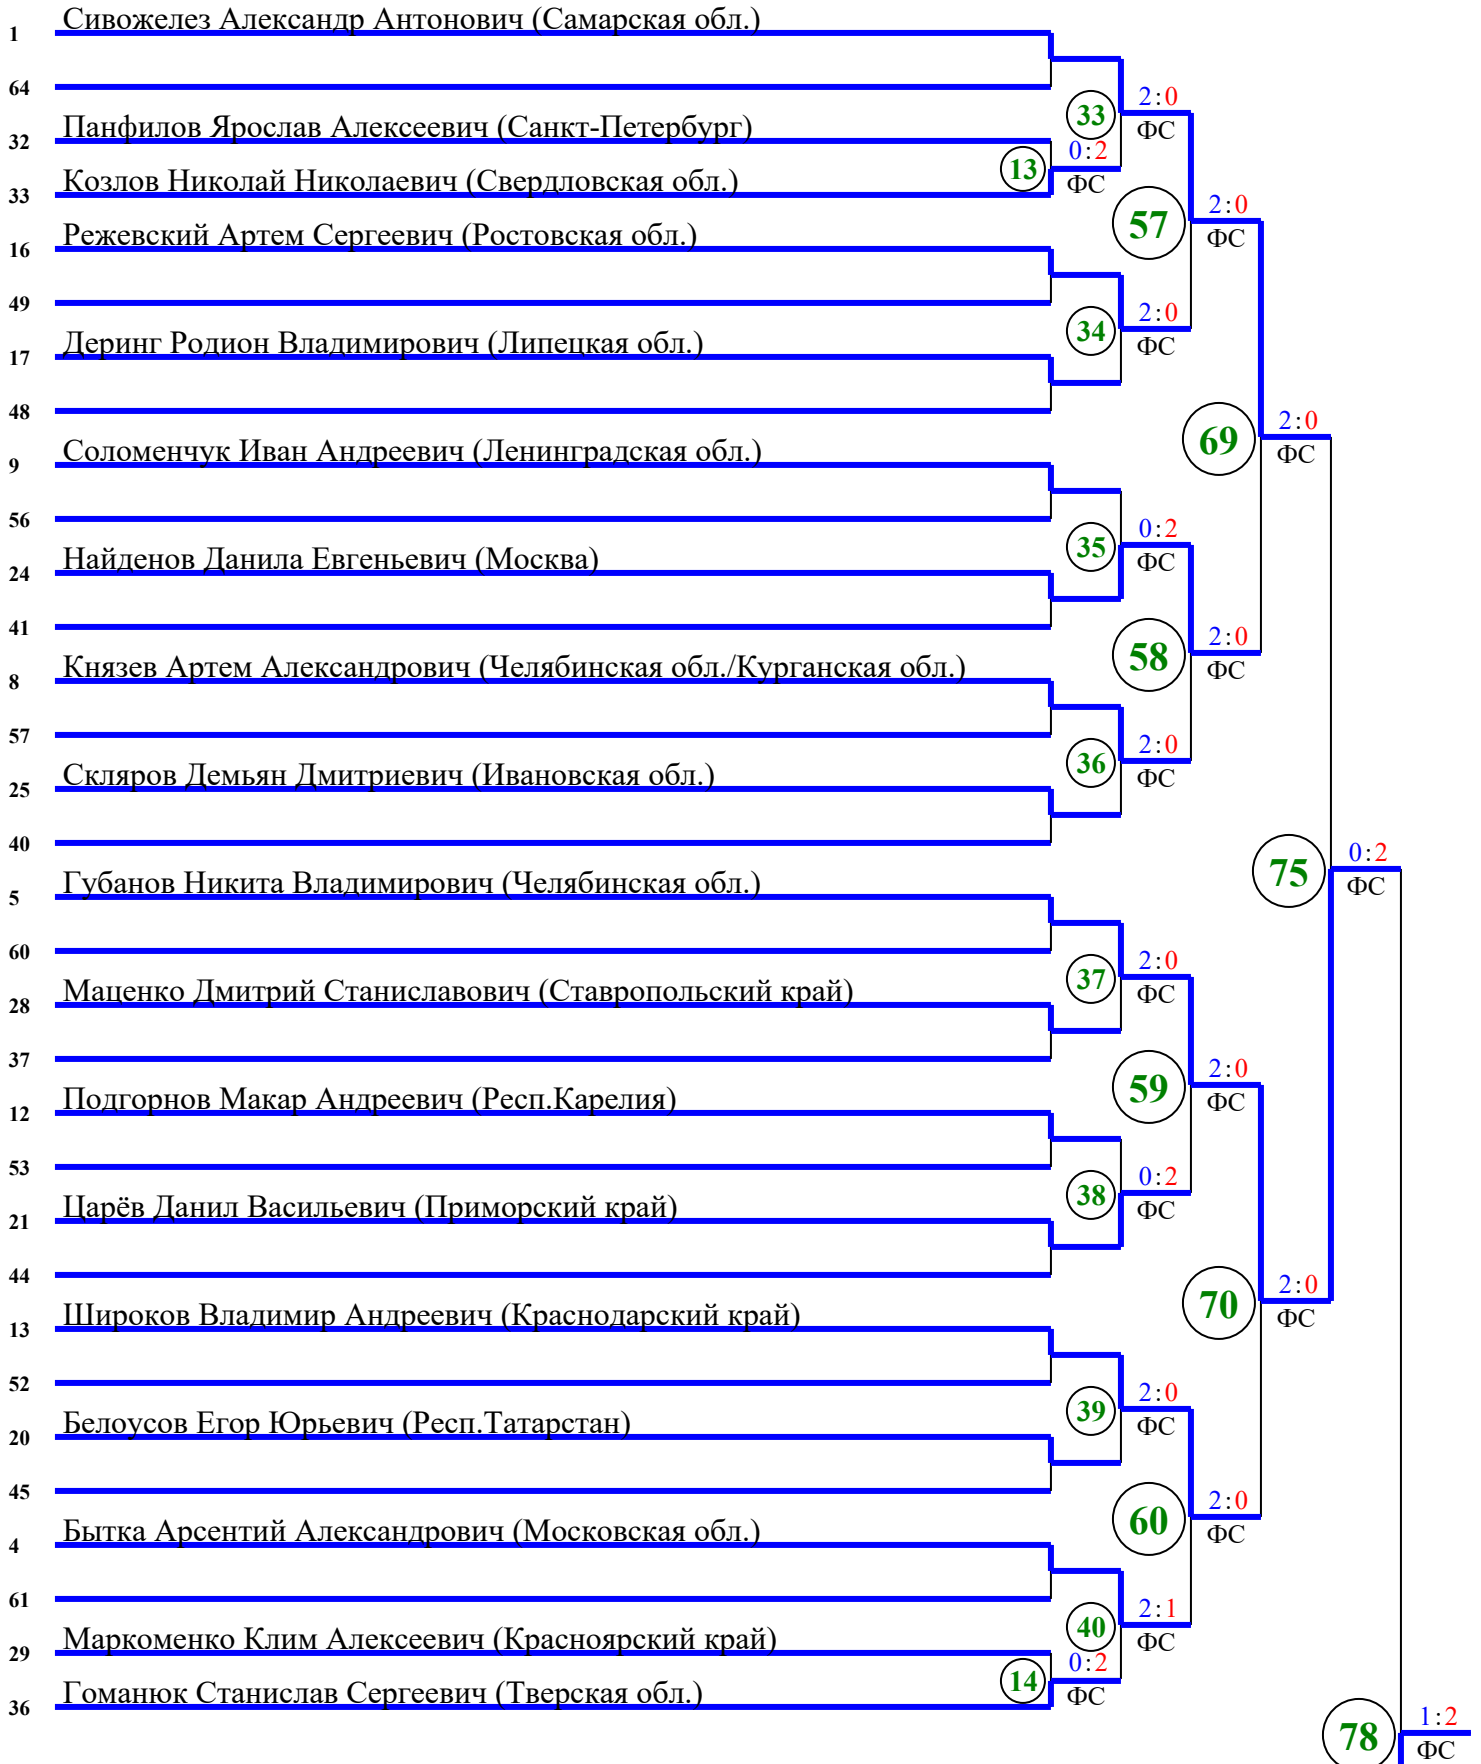 Сивожелез Александр Антонович (Самарская обл.)
1
64
2:0
33
ФС
Панфилов Ярослав Алексеевич (Санкт-Петербург)
32
0:2
13
ФС
Козлов Николай Николаевич (Свердловская обл.)
33
2:0
57
ФС
Режевский Артем Сергеевич (Ростовская обл.)
16
49
2:0
34
ФС
Деринг Родион Владимирович (Липецкая обл.)
17
48
2:0
69
ФС
Соломенчук Иван Андреевич (Ленинградская обл.)
9
56
0:2
35
ФС
Найденов Данила Евгеньевич (Москва)
24
41
2:0
58
ФС
Князев Артем Александрович (Челябинская обл./Курганская обл.)
8
57
2:0
36
ФС
Скляров Демьян Дмитриевич (Ивановская обл.)
25
40
0:2
75
ФС
Губанов Никита Владимирович (Челябинская обл.)
5
60
2:0
37
ФС
Маценко Дмитрий Станиславович (Ставропольский край)
28
37
2:0
59
ФС
Подгорнов Макар Андреевич (Респ.Карелия)
12
53
0:2
38
ФС
Царёв Данил Васильевич (Приморский край)
21
44
2:0
70
ФС
Широков Владимир Андреевич (Краснодарский край)
13
52
2:0
39
ФС
Белоусов Егор Юрьевич (Респ.Татарстан)
20
45
2:0
60
ФС
Бытка Арсентий Александрович (Московская обл.)
4
61
2:1
40
ФС
Маркоменко Клим Алексеевич (Красноярский край)
29
0:2
14
ФС
Гоманюк Станислав Сергеевич (Тверская обл.)
36
1:2
78
ФС